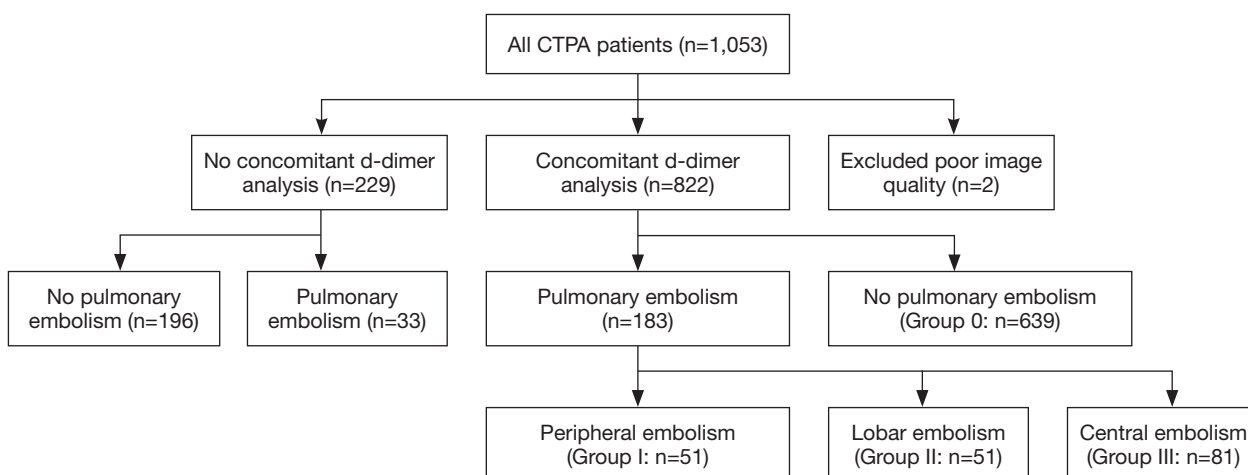 All CTPA patients (n=1,053)
No concomitant d-dimer
analysis (n=229)
Concomitant d-dimer
analysis (n=822)
Excluded poor image
quality (n=2)
No pulmonary
embolism (n=196)
Pulmonary
embolism (n=33)
Pulmonary embolism
(n=183)
No pulmonary embolism
(Group 0: n=639)
Peripheral embolism
(Group I: n=51)
Lobar embolism
(Group II: n=51)
Central embolism
(Group III: n=81)